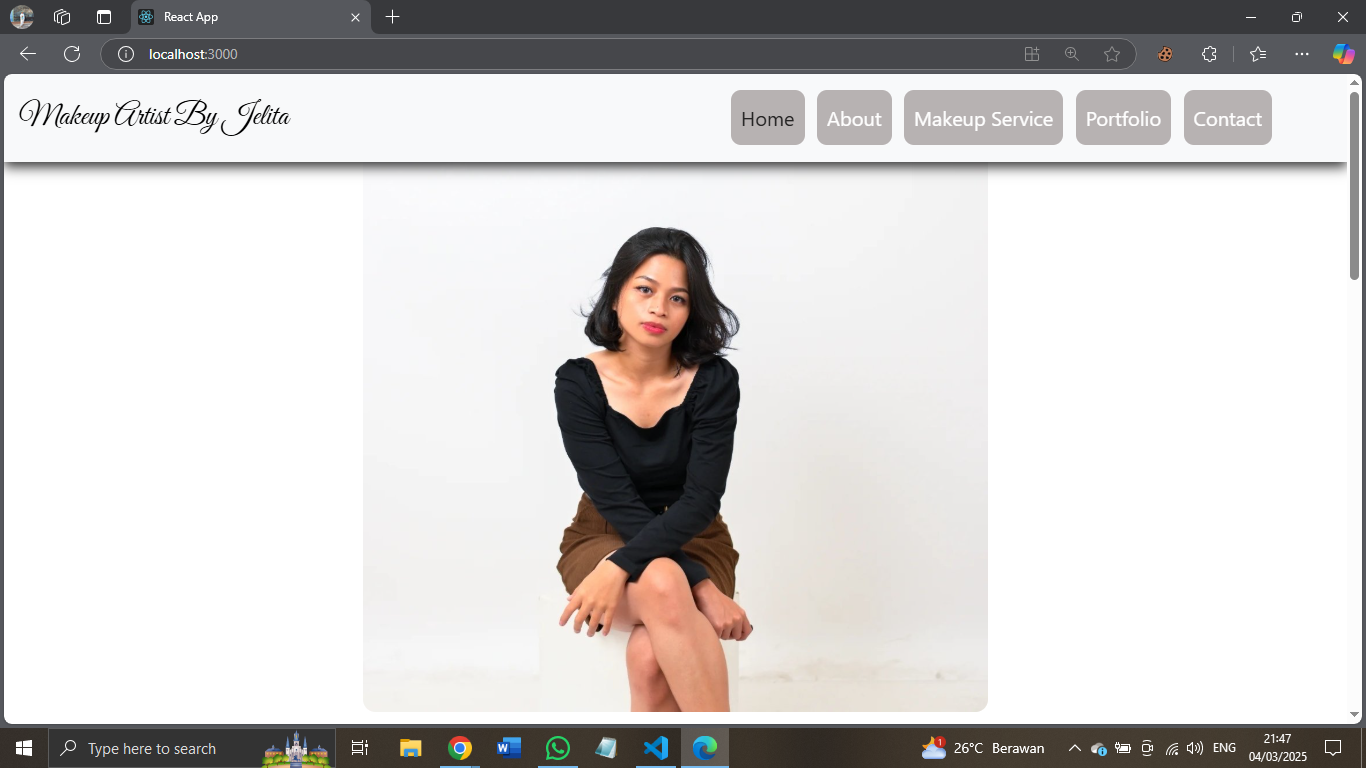 React App
localhost:3000
Makeup Artist By Jelita
Home About Makeup Service Portfolio Contact
Type here to search
1
26°C Berawan
ENG
21:47
04/03/2025